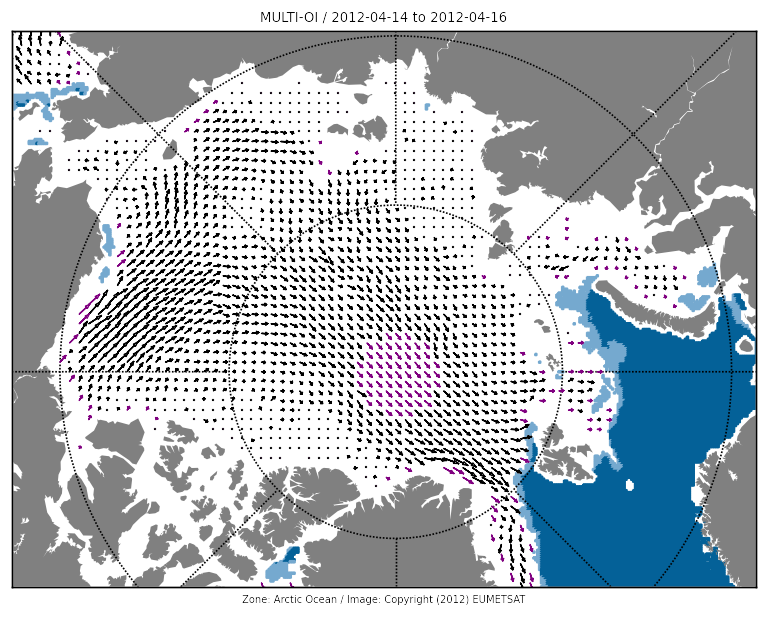 MULTI-OI / 2012-04-14 to 2012-04-16
Zone: Arctic Ocean / Image: Copyright (2012) EUMETSAT